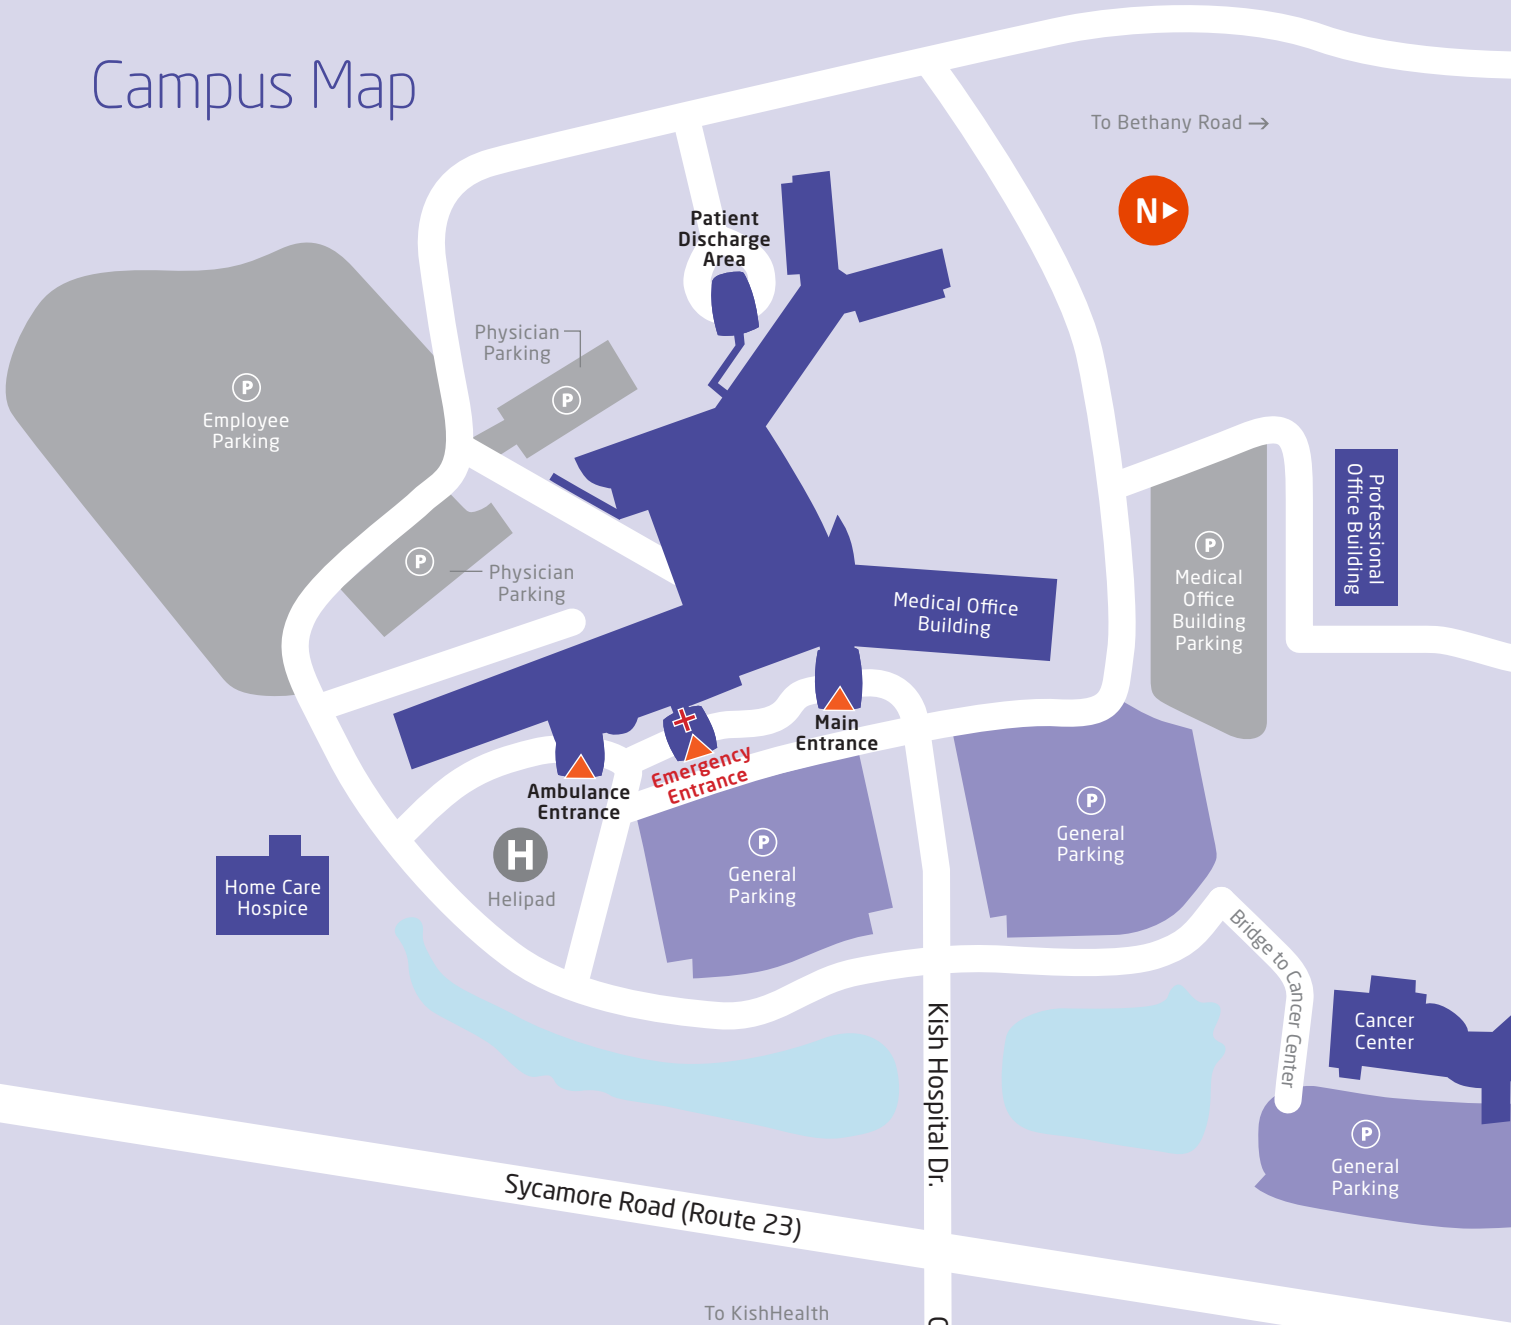 Campus Map
To Bethany Road →
N
Patient
Discharge
Area
Physician
Parking
P
P
Employee
Parking
Professional
Office Building
P
Physician
Parking
P
Medical
Office
Building
Parking
Medical Office
Building
Main
Entrance
Emergency
Entrance
Ambulance
Entrance
P
General
Parking
P
General
Parking
H
Helipad
Home Care
Hospice
Bridge to Cancer Center
Cancer
Center
Kish Hospital Dr.
P
General
Parking
Sycamore Road (Route 23)
To KishHealth